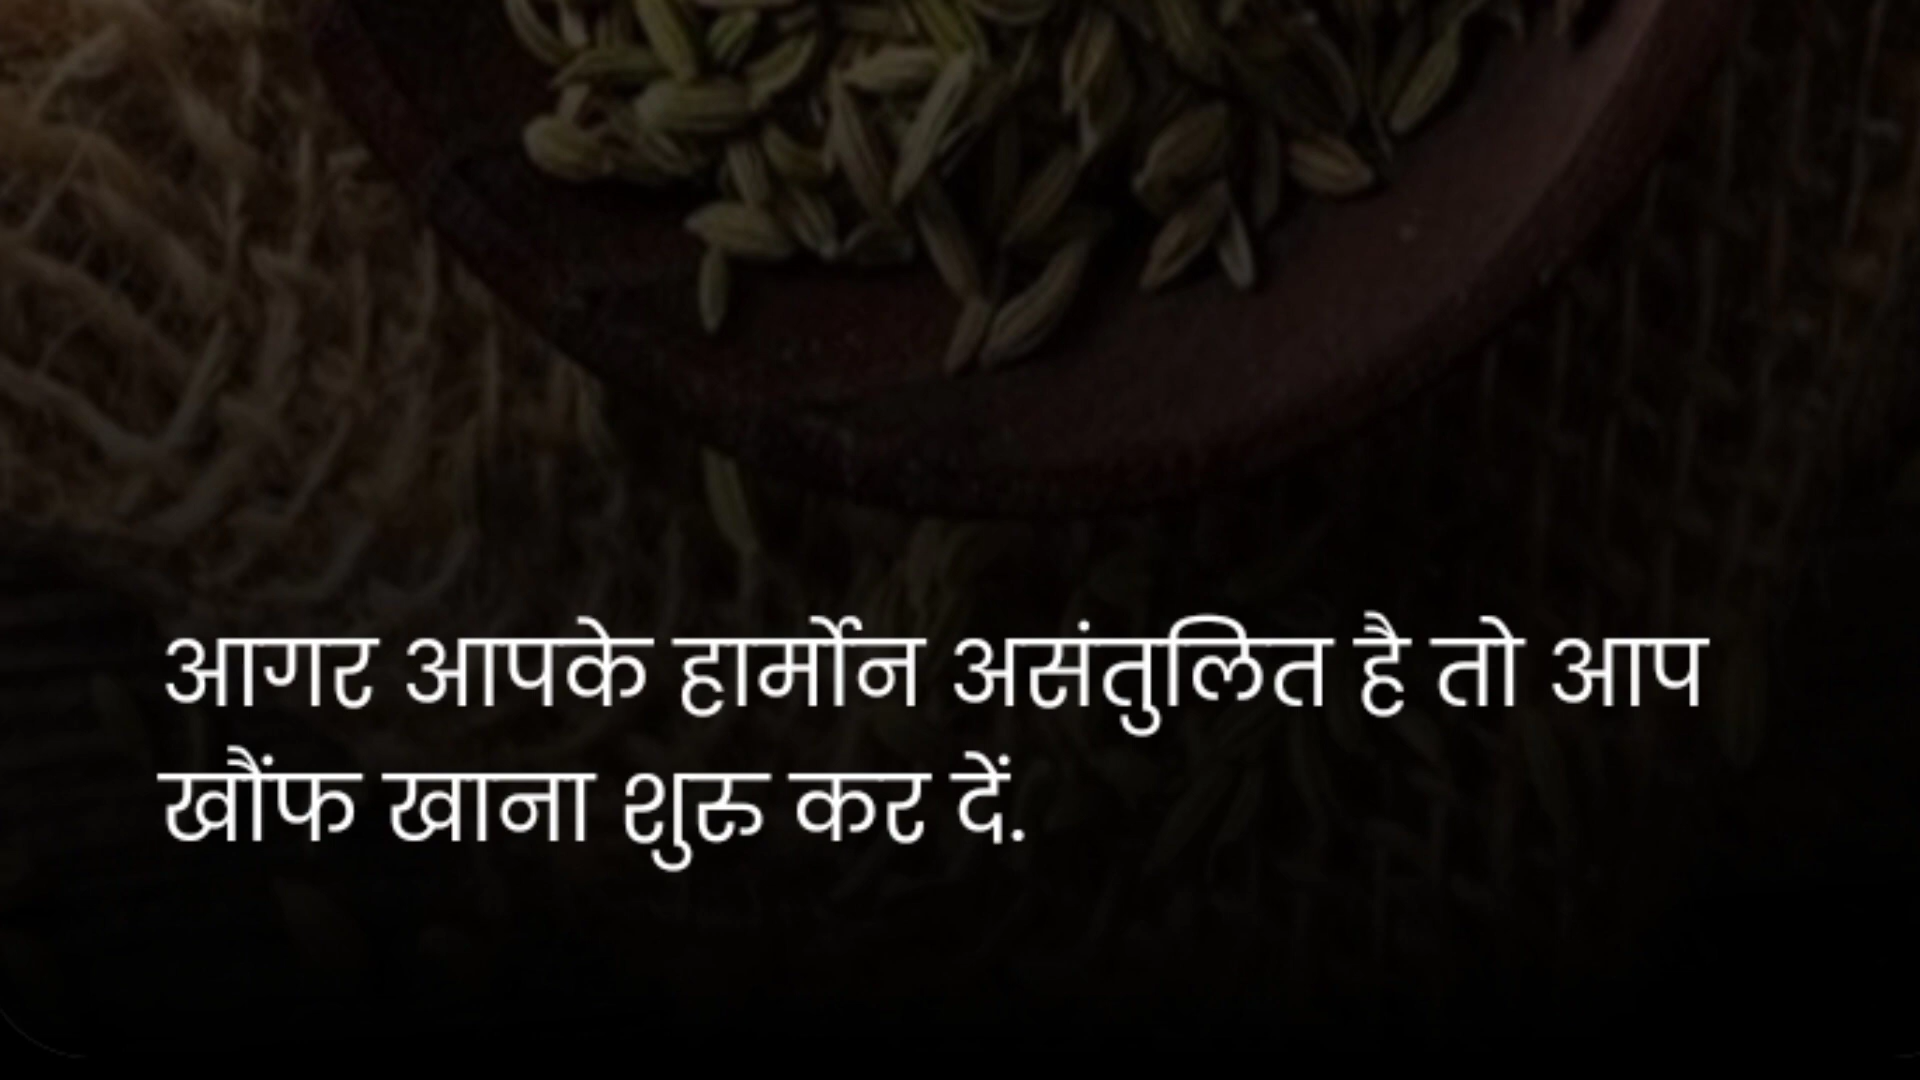 आगर आपके हार्मोन असंतुलित है तो आप
खौंफ खाना शुरु कर दें.